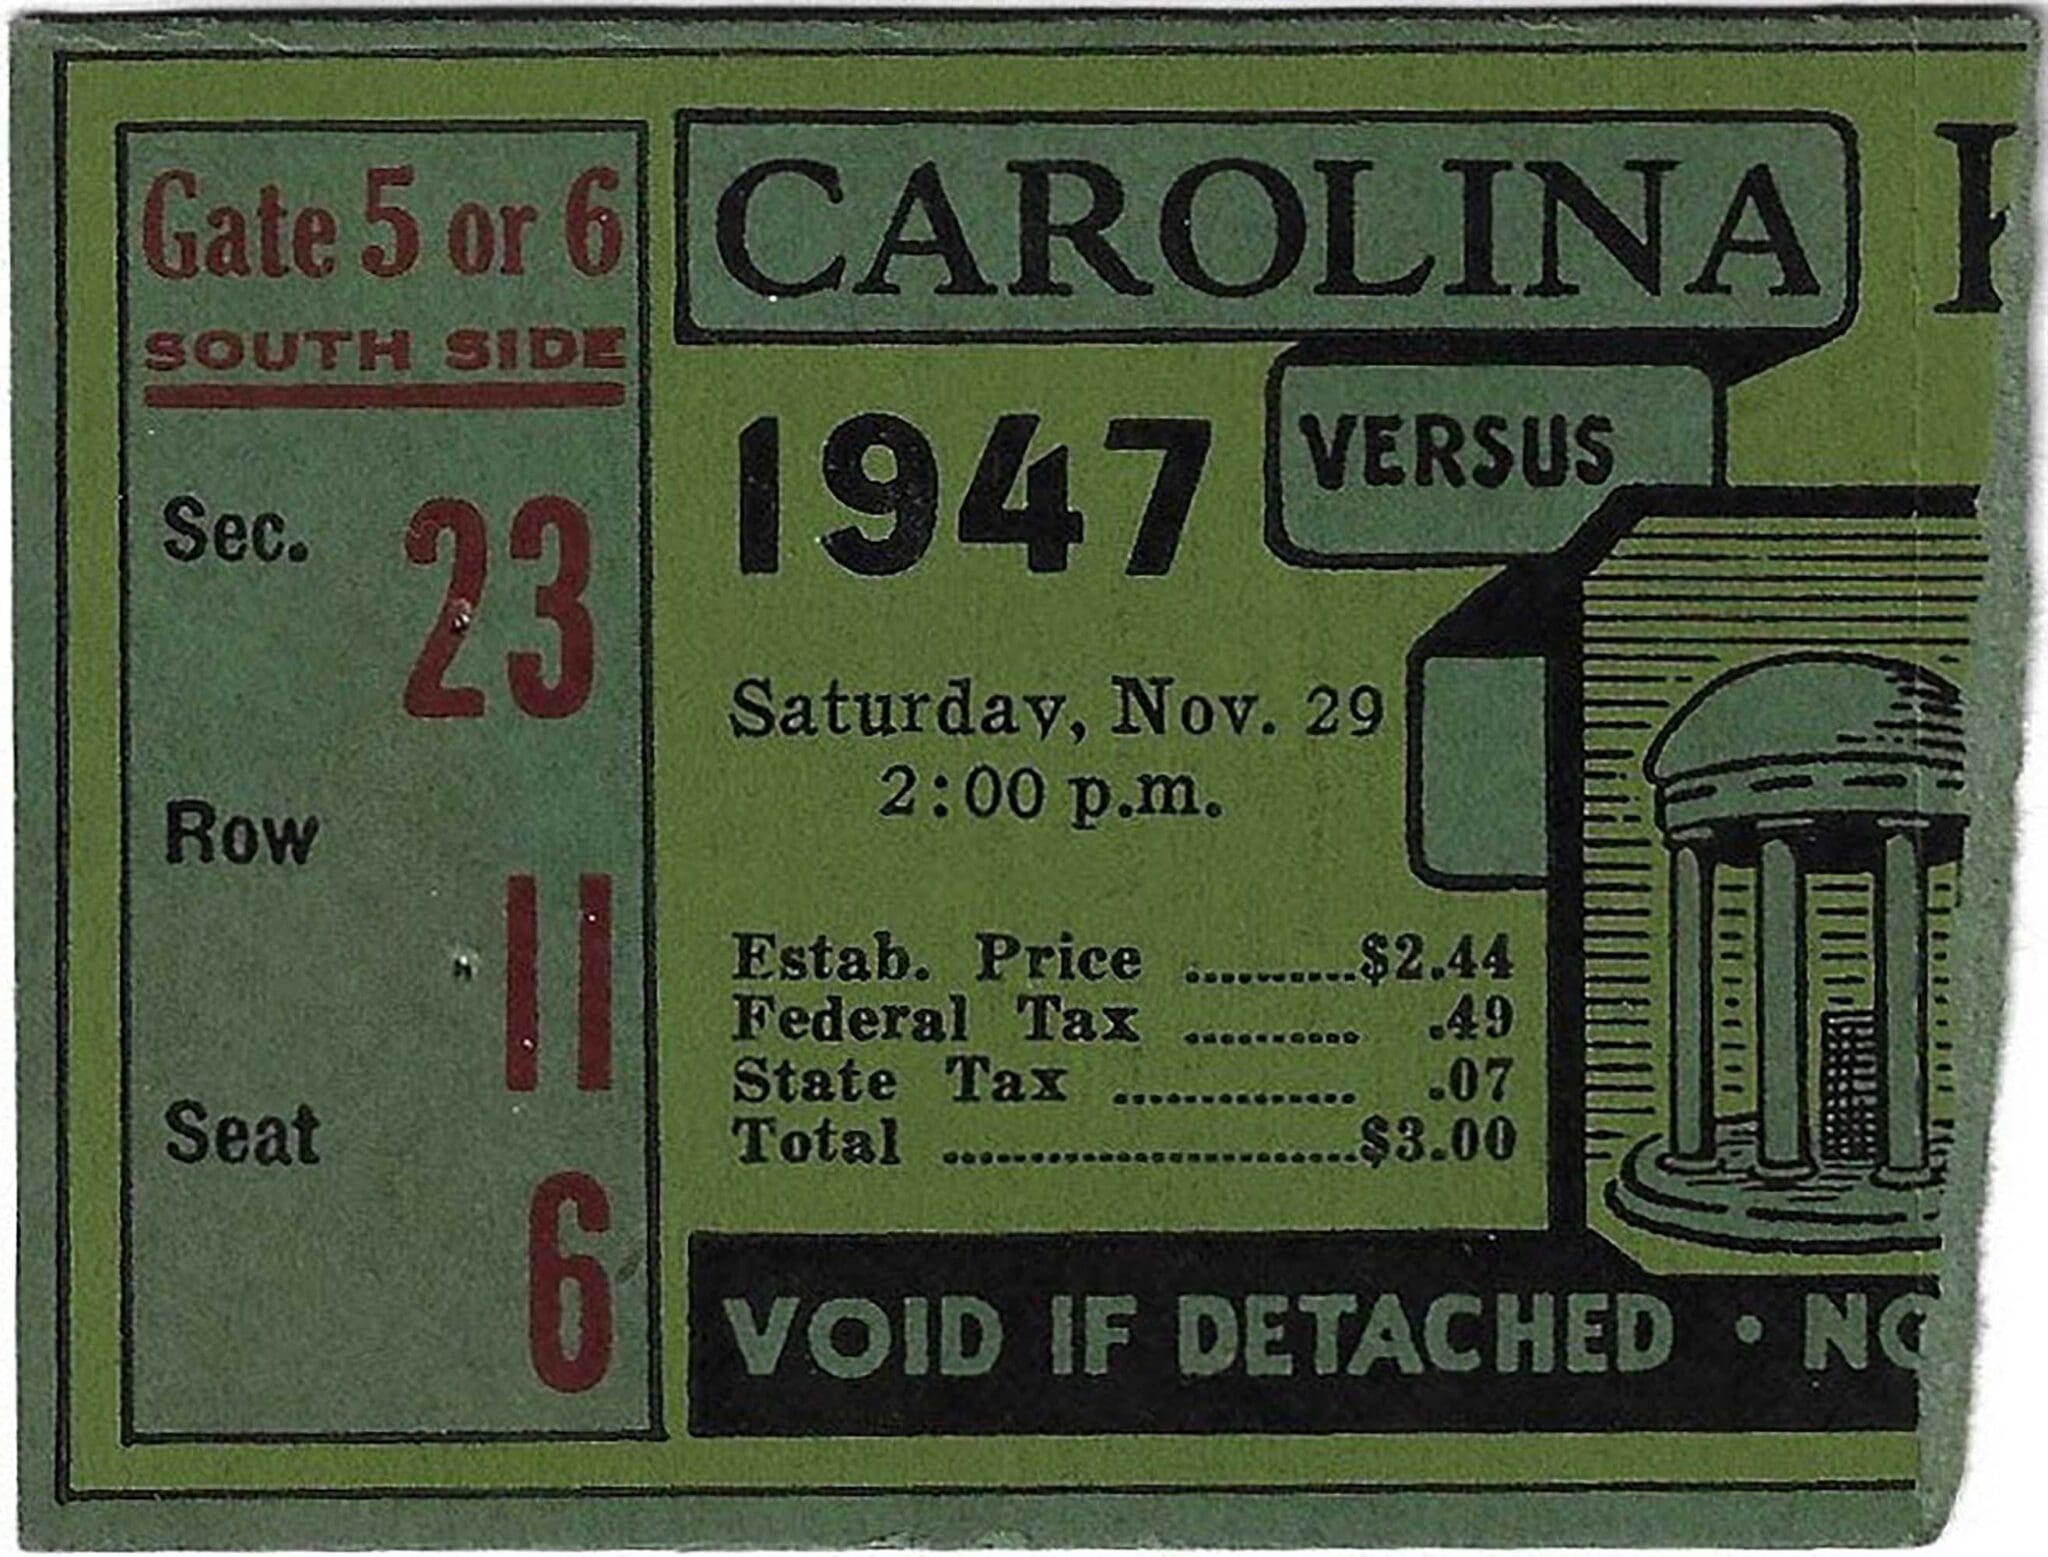 Gate 5 or 6
SOUTH SIDE
Sec. 23
Row 11
Seat 6
CAROLINA
VERSUS
1947
Saturday, Nov. 29
2:00 p.m.
Estab. Price ..........$2.44
Federal Tax .......... .49
State Tax .............. .07
Total ........................$3.00
VOID IF DETACHED • NO